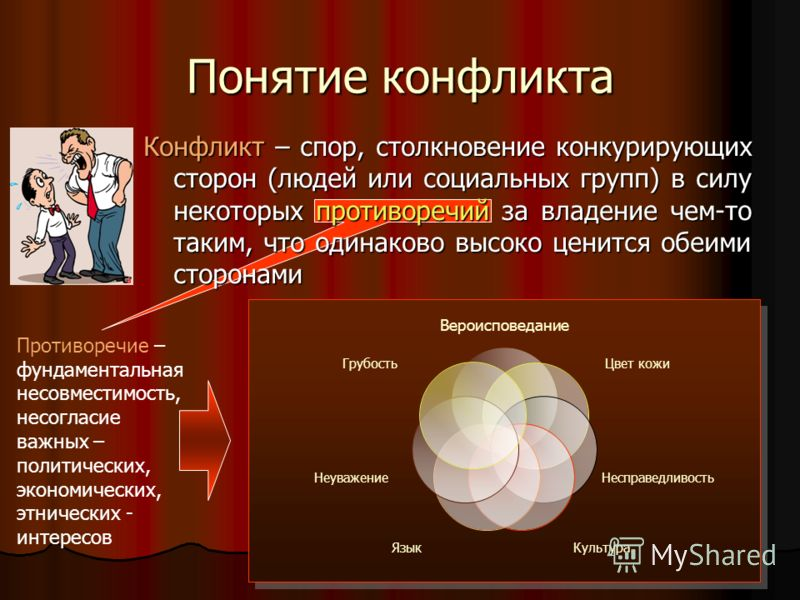 Понятие конфликта
Конфликт – спор, столкновение конкурирующих
сторон (людей или социальных групп) в силу
некоторых противоречий за владение чем-то
таким, что одинаково высоко ценится обеими
сторонами
Противоречие –
фундаментальная
несовместимость,
несогласие
важных –
политических,
экономических,
этнических -
интересов
Вероисповедание
Цвет кожи
Несправедливость
Культура
Язык
Неуважение
Грубость
MyShared